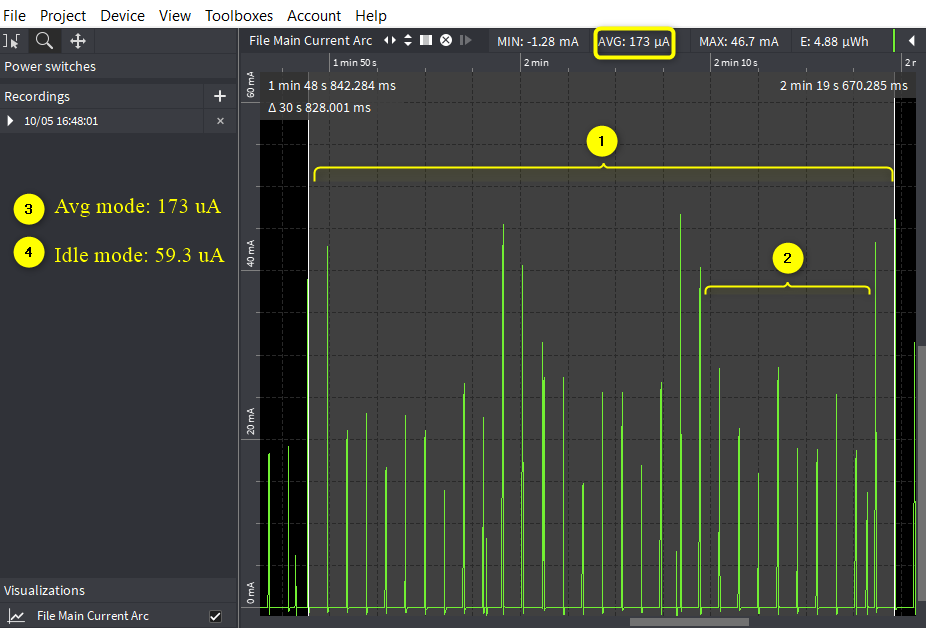 File Project Device View Toolboxes Account Help
File Main Current Arc MIN: -1.28 mA AVG: 173 µA MAX: 46.7 mA E: 4.88 µWh
Power switches
1 min 50 s 2 min 2 min 10 s 2 r
Recordings +
1 min 48 s 842.284 ms 2 min 19 s 670.285 ms
Δ 30 s 828.001 ms
10/05 16:48:01 ×
60 mA
1
3 Avg mode: 173 uA
4 Idle mode: 59.3 uA
40 mA
2
20 mA
0 mA
Visualizations
File Main Current Arc